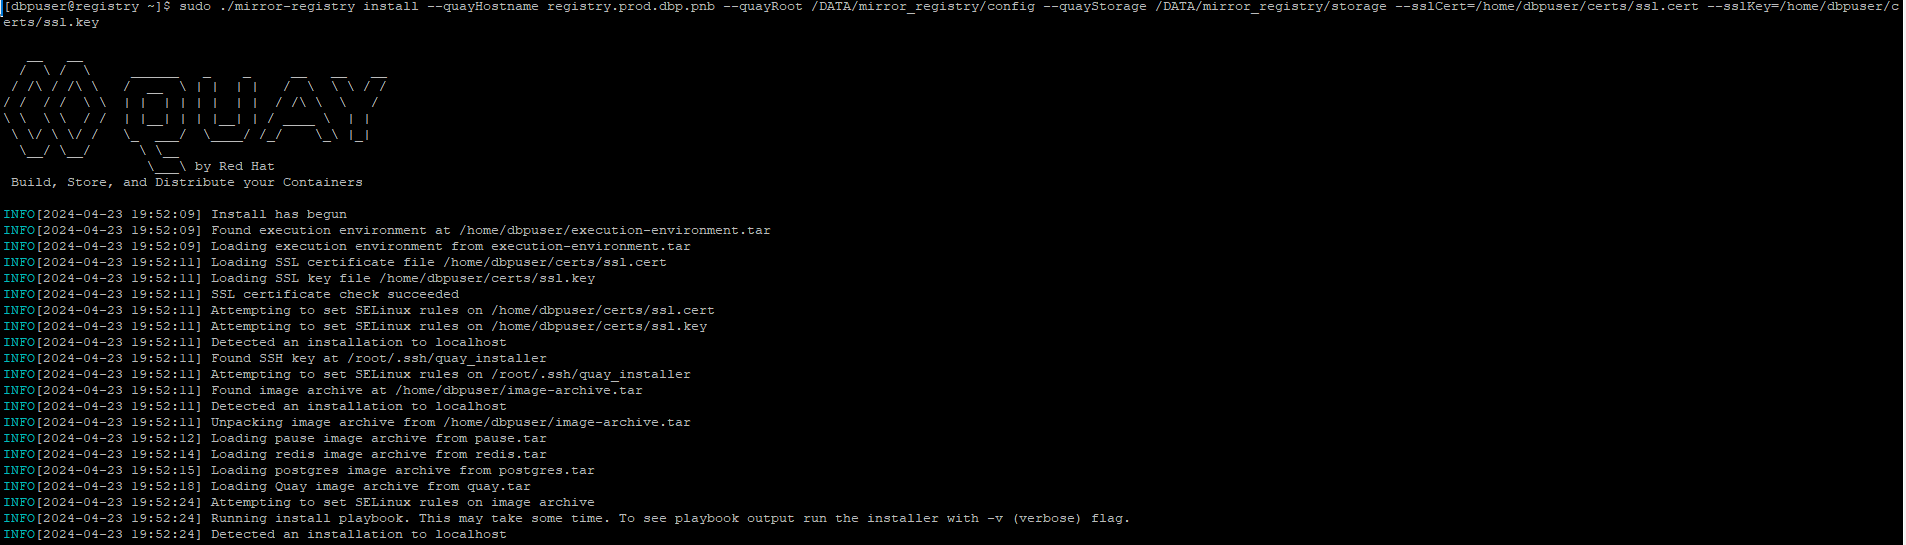 [dbpuser@registry ~]$ sudo ./mirror-registry install --quayHostname registry.prod.dbp.pnb --quayRoot /DATA/mirror_registry/config --quayStorage /DATA/mirror_registry/storage --sslCert=/home/dbpuser/certs/ssl.cert --sslKey=/home/dbpuser/c
erts/ssl.key
QUAY
by Red Hat
Build, Store, and Distribute your Containers
INFO[2024-04-23 19:52:09] Install has begun
INFO[2024-04-23 19:52:09] Found execution environment at /home/dbpuser/execution-environment.tar
INFO[2024-04-23 19:52:09] Loading execution environment from execution-environment.tar
INFO[2024-04-23 19:52:11] Loading SSL certificate file /home/dbpuser/certs/ssl.cert
INFO[2024-04-23 19:52:11] Loading SSL key file /home/dbpuser/certs/ssl.key
INFO[2024-04-23 19:52:11] SSL certificate check succeeded
INFO[2024-04-23 19:52:11] Attempting to set SELinux rules on /home/dbpuser/certs/ssl.cert
INFO[2024-04-23 19:52:11] Attempting to set SELinux rules on /home/dbpuser/certs/ssl.key
INFO[2024-04-23 19:52:11] Detected an installation to localhost
INFO[2024-04-23 19:52:11] Found SSH key at /root/.ssh/quay_installer
INFO[2024-04-23 19:52:11] Attempting to set SELinux rules on /root/.ssh/quay_installer
INFO[2024-04-23 19:52:11] Found image archive at /home/dbpuser/image-archive.tar
INFO[2024-04-23 19:52:11] Detected an installation to localhost
INFO[2024-04-23 19:52:11] Unpacking image archive from /home/dbpuser/image-archive.tar
INFO[2024-04-23 19:52:12] Loading pause image archive from pause.tar
INFO[2024-04-23 19:52:14] Loading redis image archive from redis.tar
INFO[2024-04-23 19:52:15] Loading postgres image archive from postgres.tar
INFO[2024-04-23 19:52:18] Loading Quay image archive from quay.tar
INFO[2024-04-23 19:52:24] Attempting to set SELinux rules on image archive
INFO[2024-04-23 19:52:24] Running install playbook. This may take some time. To see playbook output run the installer with -v (verbose) flag.
INFO[2024-04-23 19:52:24] Detected an installation to localhost